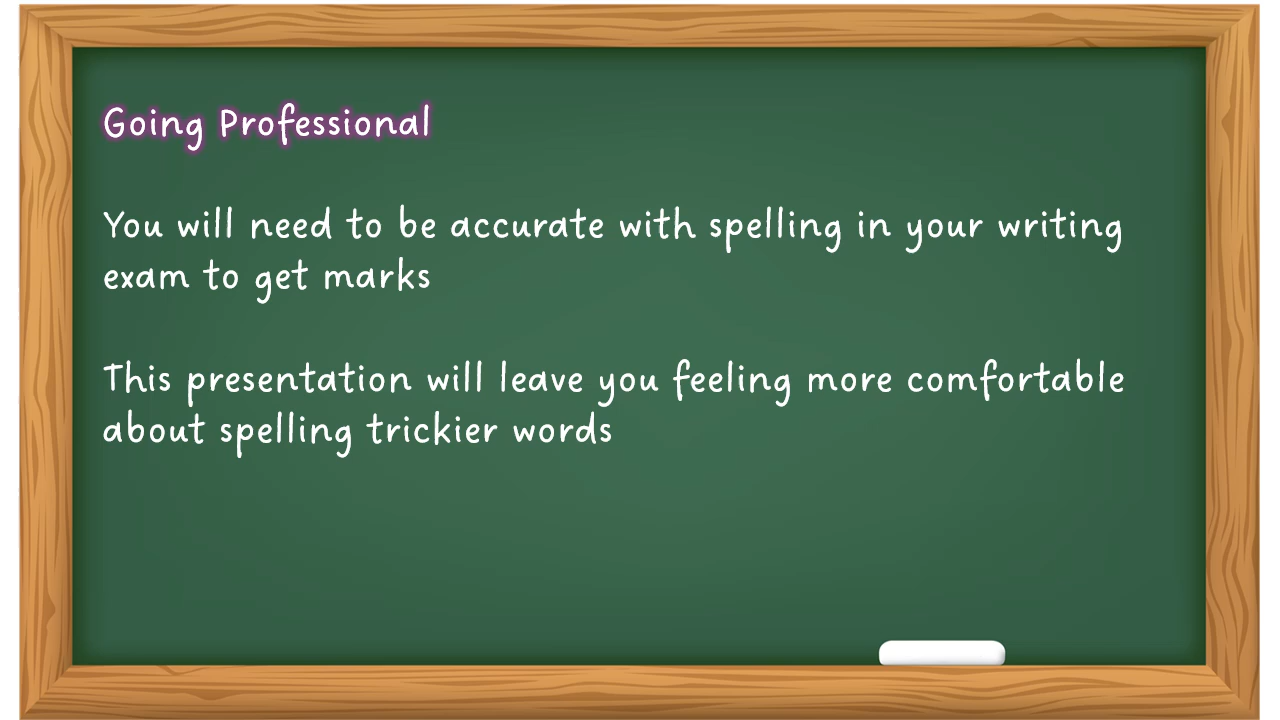 Going Professional
You will need to be accurate with spelling in your writing
exam to get marks
This presentation will leave you feeling more comfortable
about spelling trickier words